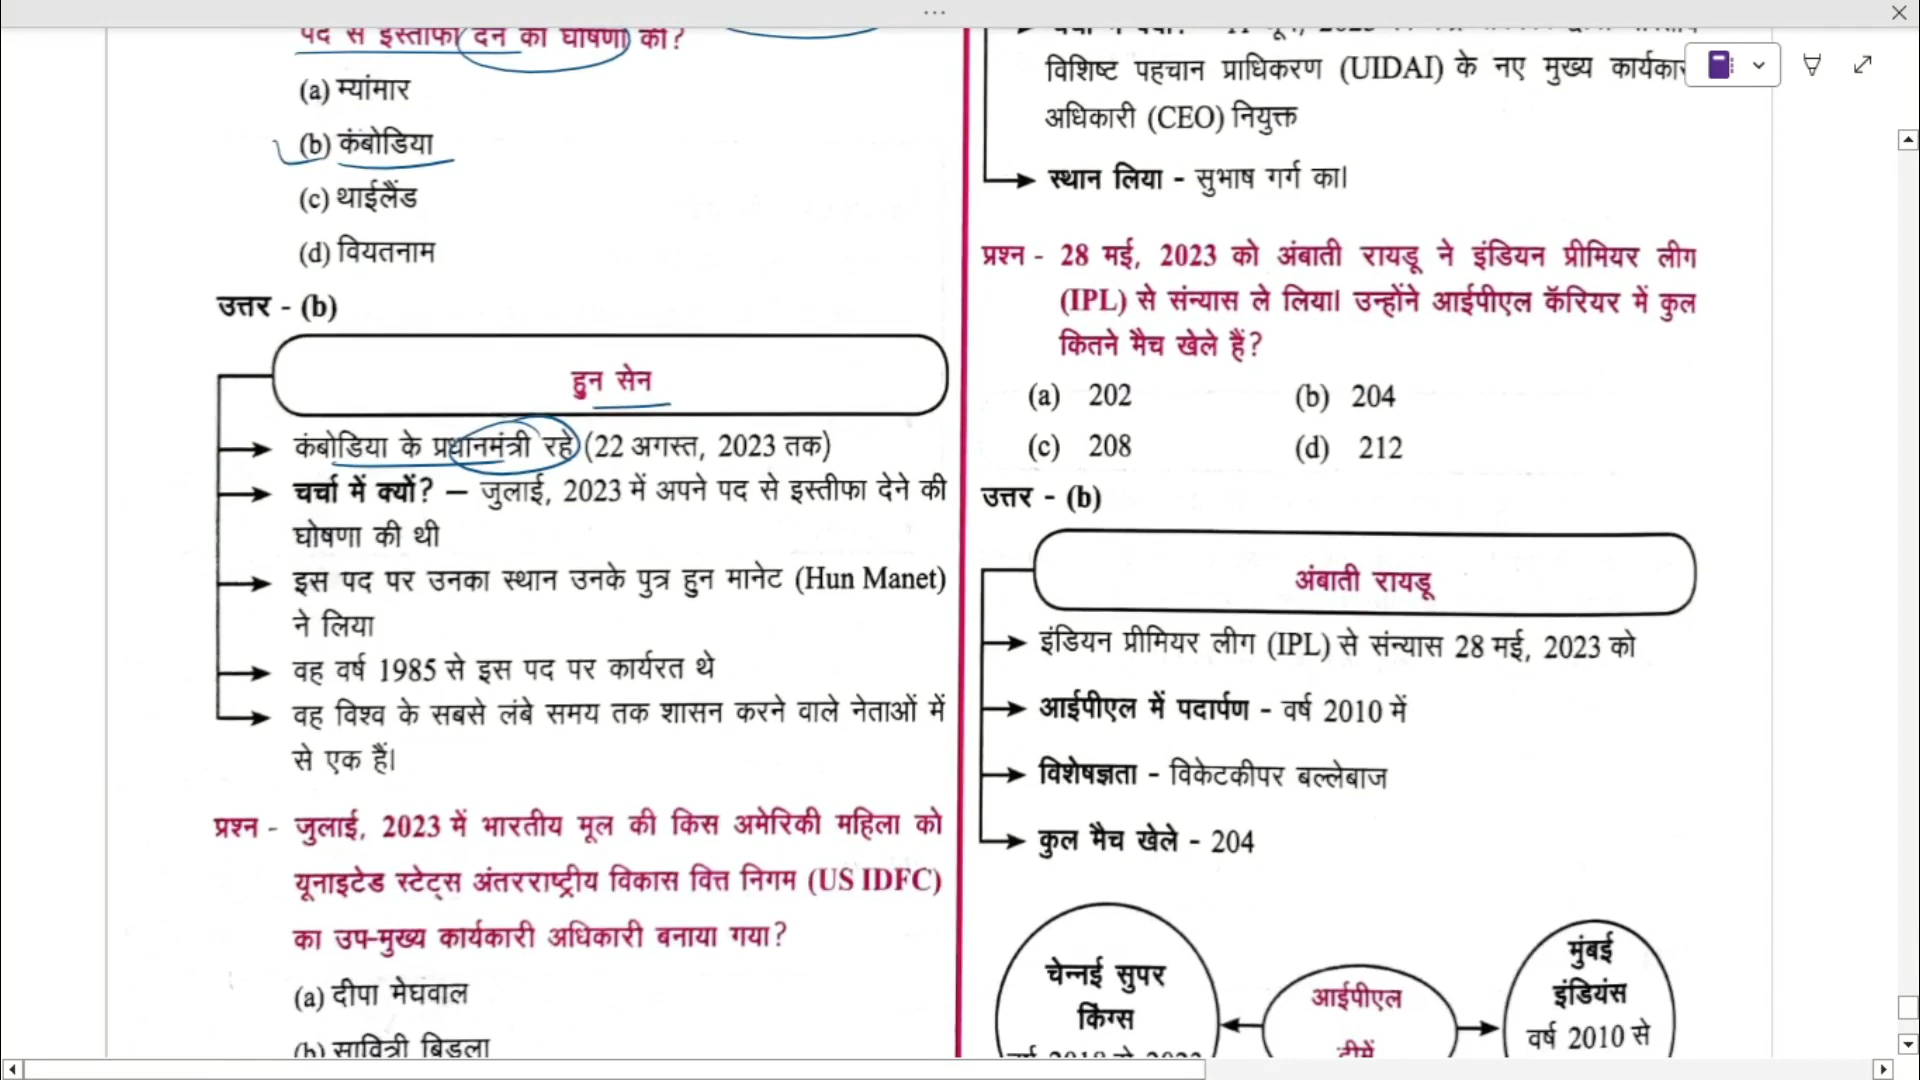 पद से इस्तीफा देने की घोषणा की?
(a) म्यांमार
(b) कंबोडिया
(c) थाईलैंड
(d) वियतनाम
उत्तर - (b)
हुन सेन
कंबोडिया के प्रधानमंत्री रहे (22 अगस्त, 2023 तक)
चर्चा में क्यों? – जुलाई, 2023 में अपने पद से इस्तीफा देने की
घोषणा की थी
इस पद पर उनका स्थान उनके पुत्र हुन मानेट (Hun Manet)
ने लिया
वह वर्ष 1985 से इस पद पर कार्यरत थे
वह विश्व के सबसे लंबे समय तक शासन करने वाले नेताओं में
से एक हैं।
प्रश्न - जुलाई, 2023 में भारतीय मूल की किस अमेरिकी महिला को
यूनाइटेड स्टेट्स अंतरराष्ट्रीय विकास वित्त निगम (US IDFC)
का उप-मुख्य कार्यकारी अधिकारी बनाया गया?
(a) दीपा मेघवाल
(b) सावित्री बिड़ला
विशिष्ट पहचान प्राधिकरण (UIDAI) के नए मुख्य
अधिकारी (CEO) नियुक्त
स्थान लिया - सुभाष गर्ग का।
प्रश्न - 28 मई, 2023 को अंबाती रायडू ने इंडियन प्रीमियर लीग
(IPL) से संन्यास ले लिया। उन्होंने आईपीएल कॅरियर में कुल
कितने मैच खेले हैं?
(a) 202 (b) 204
(c) 208 (d) 212
उत्तर - (b)
अंबाती रायडू
इंडियन प्रीमियर लीग (IPL) से संन्यास 28 मई, 2023 को
आईपीएल में पदार्पण - वर्ष 2010 में
विशेषज्ञता - विकेटकीपर बल्लेबाज
कुल मैच खेले - 204
चेन्नई सुपर
किंग्स
आईपीएल
टीमें
मुंबई
इंडियंस
वर्ष 2010 से